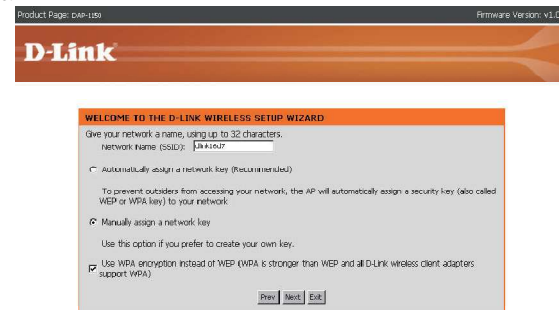 Product Page: DAP-1150 Firmware Version: v1.0
D-Link
WELCOME TO THE D-LINK WIRELESS SETUP WIZARD
Give your network a name, using up to 32 characters.
Network Name (SSID):
Automatically assign a network key (Recommended)
To prevent outsiders from accessing your network, the AP will automatically assign a security key (also called
WEP or WPA key) to your network
Manually assign a network key
Use this option if you prefer to create your own key.
Use WPA encryption instead of WEP (WPA is stronger than WEP and all D-Link wireless client adapters
support WPA)
Prev Next Exit